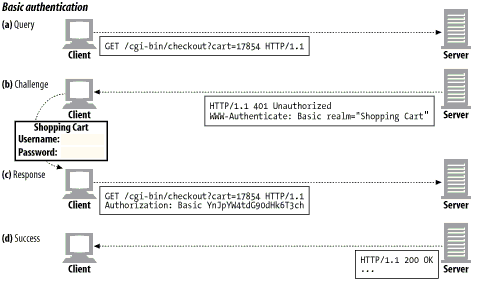 Basic authentication
(a) Query
GET /cgi-bin/checkout?cart=17854 HTTP/1.1
Client
Server
(b) Challenge
HTTP/1.1 401 Unauthorized
WWW-Authenticate: Basic realm="Shopping Cart"
Client
Server
Shopping Cart
Username:
Password:
(c) Response
GET /cgi-bin/checkout?cart=17854 HTTP/1.1
Authorization: Basic YnJpYW4tdG90dHk6T3ch
Client
Server
(d) Success
Client
HTTP/1.1 200 OK
...
Server